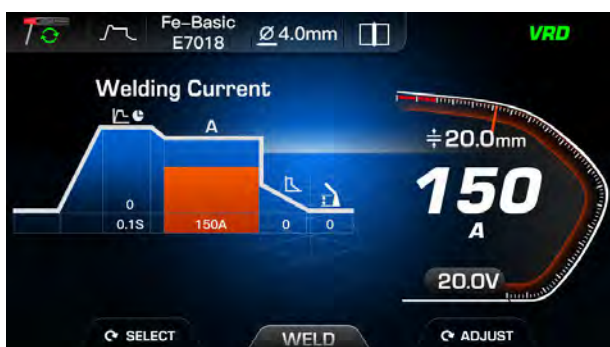 Fe-Basic
E7018
Ø 4.0mm
VRD
Welding Current
A
0
0.1S
150A
0
0
20.0mm
150
A
20.0V
SELECT
WELD
ADJUST